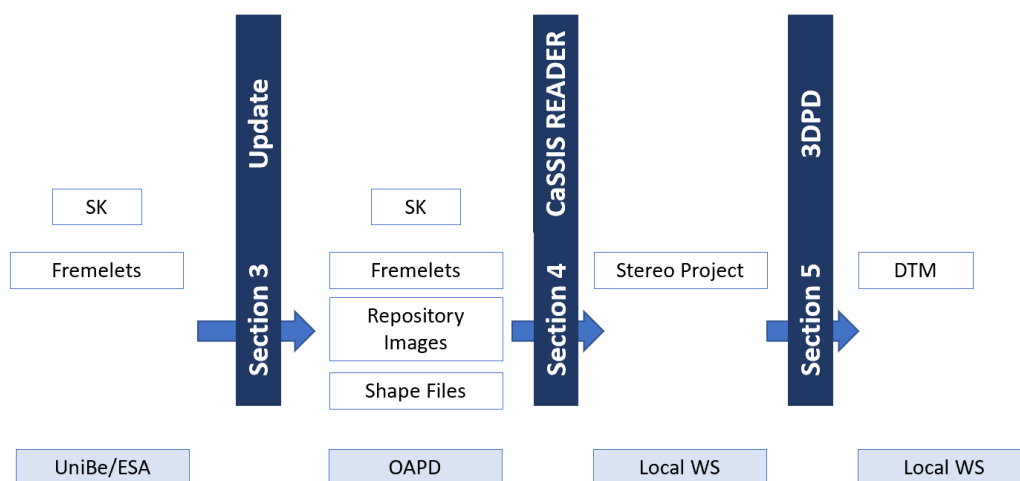 SK
Fremelets
UniBe/ESA
Section 3 Update
SK
Fremelets
Repository
Images
Shape Files
OAPD
Section 4 CaSSIS READER
Stereo Project
Local WS
Section 5 3DPD
DTM
Local WS